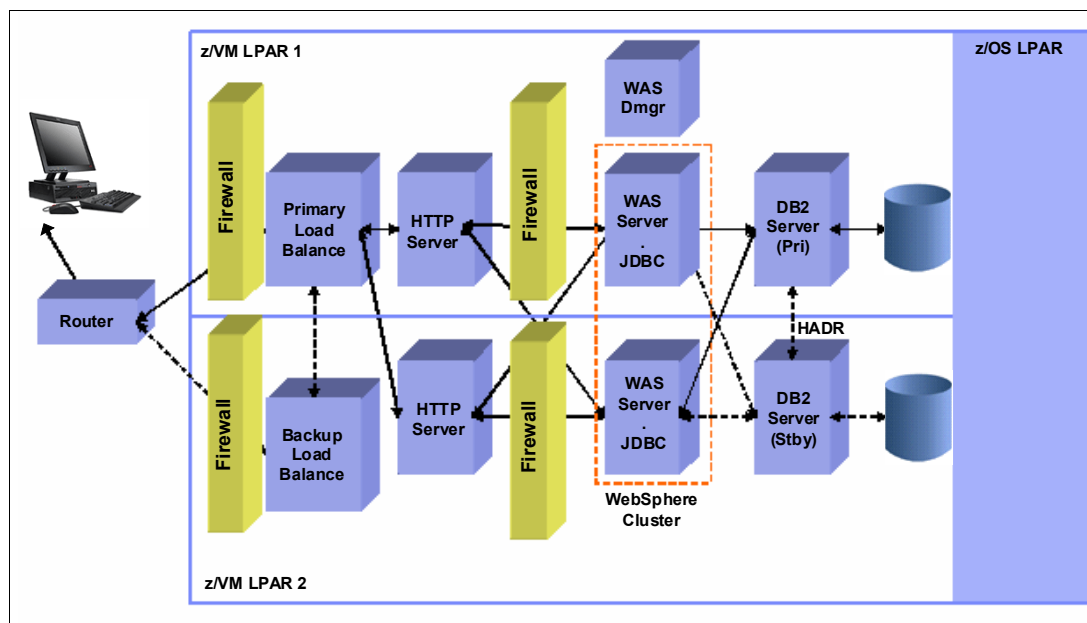 z/VM LPAR 1
z/OS LPAR
WAS
Dmgr
Firewall
Primary
Load
Balance
HTTP
Server
Firewall
WAS
Server
.
JDBC
DB2
Server
(Pri)
Router
HADR
Firewall
Backup
Load
Balance
HTTP
Server
Firewall
WAS
Server
.
JDBC
DB2
Server
(Stby)
WebSphere
Cluster
z/VM LPAR 2